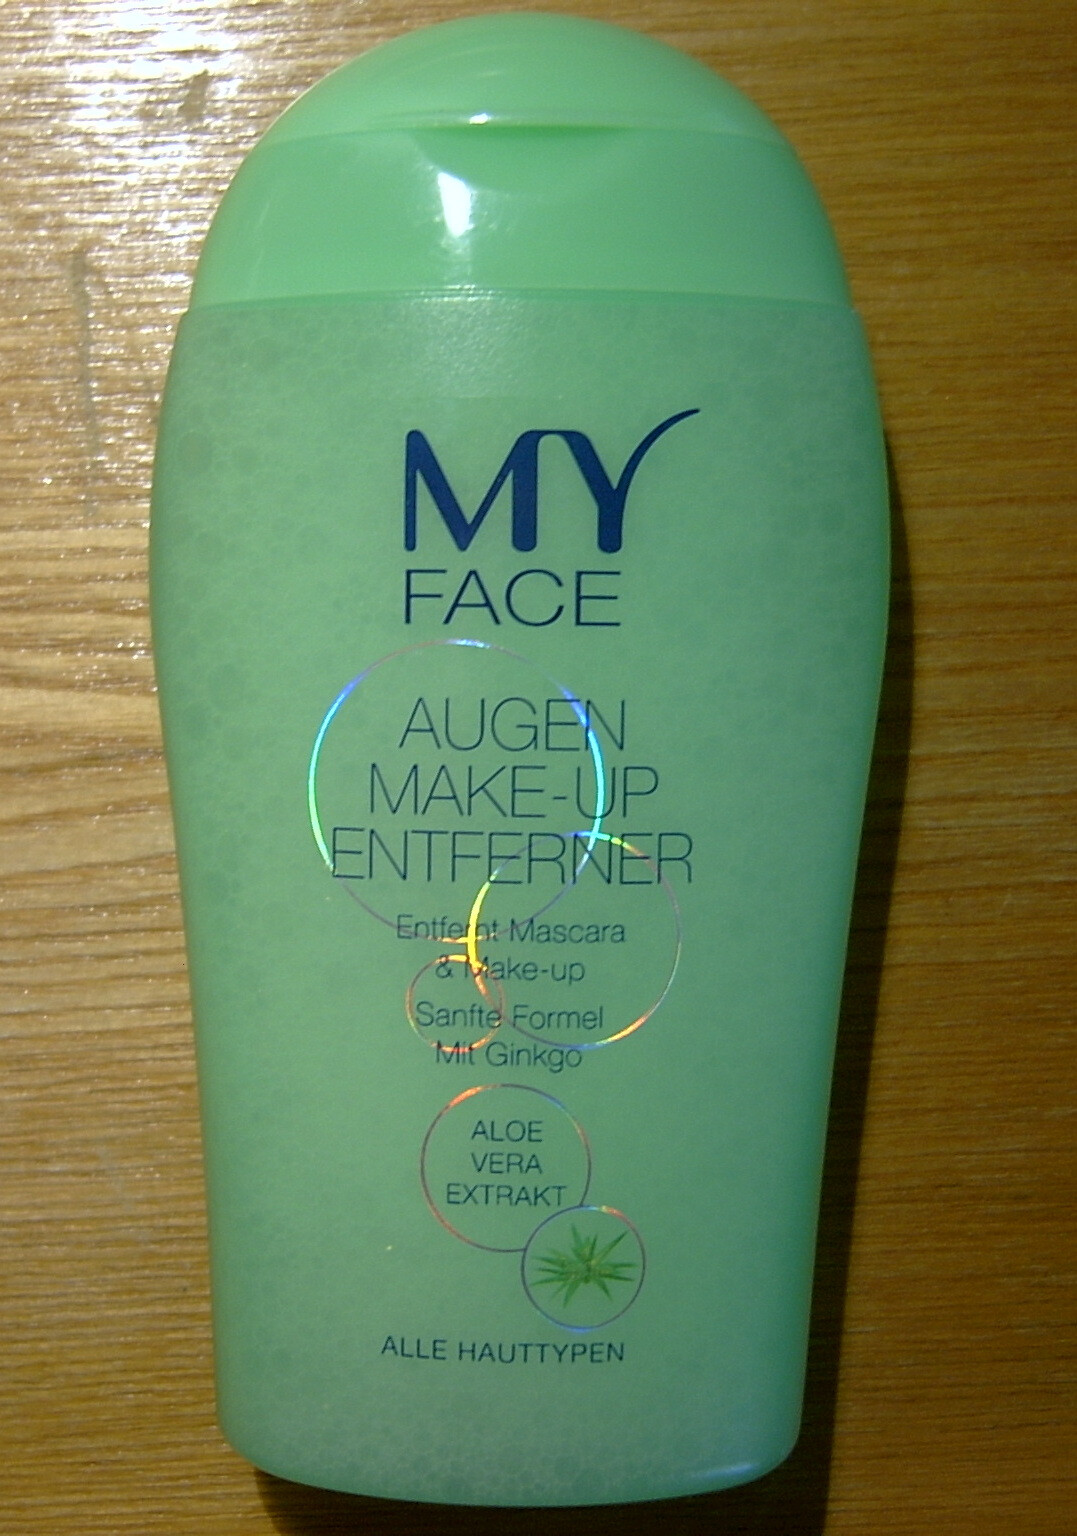 MY
FACE
AUGEN
MAKE-UP
ENTFERNER
Entfernt Mascara
& Make-up
Sanfte Formel
Mit Ginkgo
ALOE
VERA
EXTRAKT
ALLE HAUTTYPEN